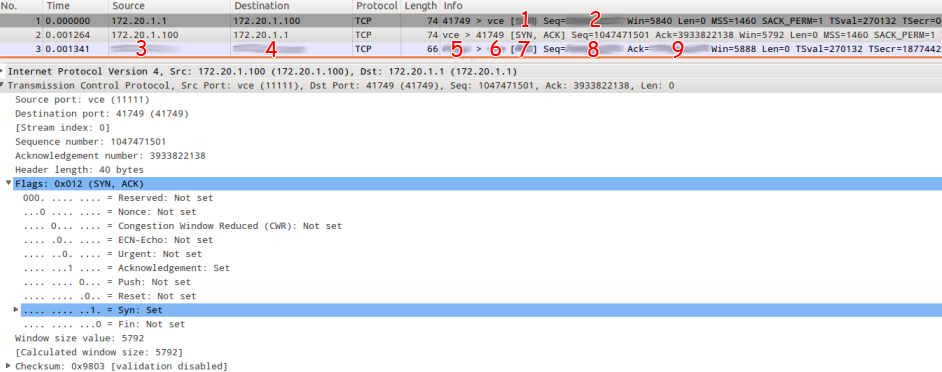 No. Time Source Destination Protocol Length Info
1 0.000000 172.20.1.1 172.20.1.100 TCP 74 41749 > vce [ 1 ] Seq= 2 Win=5840 Len=0 MSS=1460 SACK_PERM=1 TSval=270132 TSecr=0
2 0.001264 172.20.1.100 172.20.1.1 TCP 74 vce > 41749 [SYN, ACK] Seq=1047471501 Ack=3933822138 Win=5792 Len=0 MSS=1460 SACK_PERM=1 TSval
3 0.001341 3 4 TCP 66 5 > 6 [ 7 ] Seq= 8 Ack= 9 Win=5888 Len=0 TSval=270132 TSecr=1877442
Internet Protocol Version 4, Src: 172.20.1.100 (172.20.1.100), Dst: 172.20.1.1 (172.20.1.1)
Transmission Control Protocol, Src Port: vce (11111), Dst Port: 41749 (41749), Seq: 1047471501, Ack: 3933822138, Len: 0
Source port: vce (11111)
Destination port: 41749 (41749)
[Stream index: 0]
Sequence number: 1047471501
Acknowledgement number: 3933822138
Header length: 40 bytes
Flags: 0x012 (SYN, ACK)
000. .... .... = Reserved: Not set
...0 .... .... = Nonce: Not set
.... 0... .... = Congestion Window Reduced (CWR): Not set
.... .0.. .... = ECN-Echo: Not set
.... ..0. .... = Urgent: Not set
.... ...1 .... = Acknowledgement: Set
.... .... 0... = Push: Not set
.... .... .0.. = Reset: Not set
.... .... ..1. = Syn: Set
.... .... ...0 = Fin: Not set
Window size value: 5792
[Calculated window size: 5792]
Checksum: 0x9803 [validation disabled]